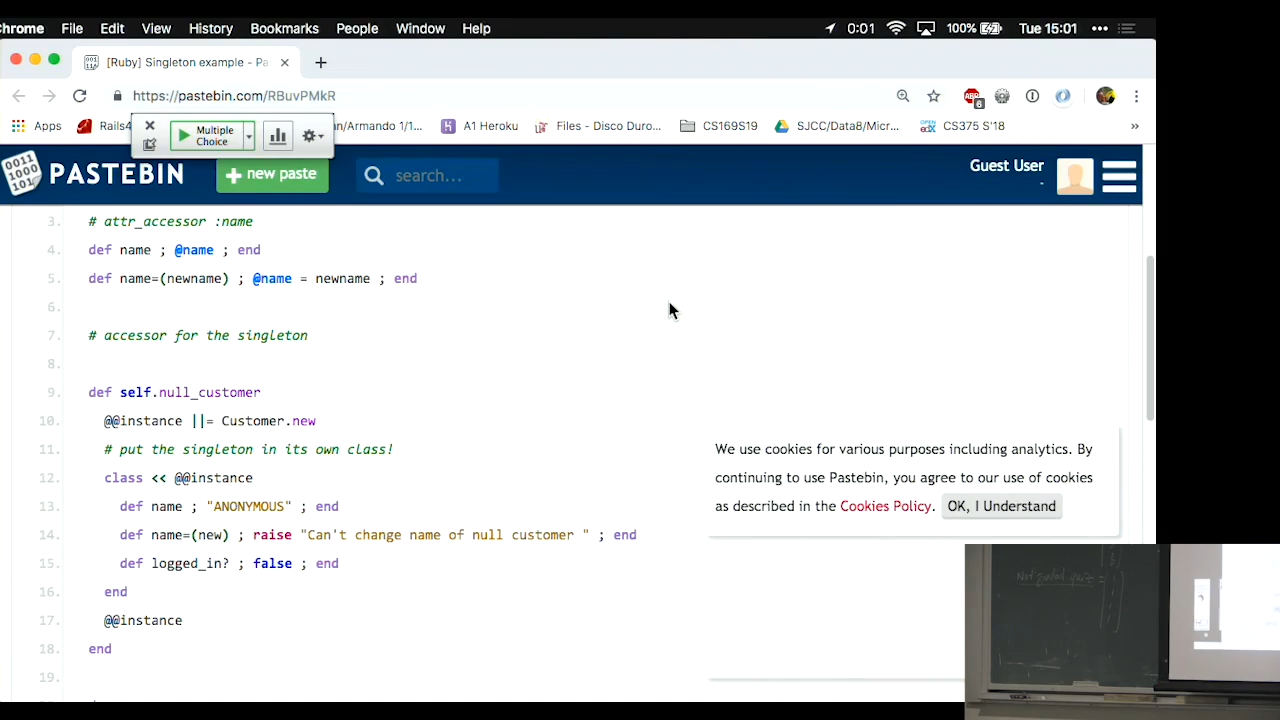 Chrome File Edit View History Bookmarks People Window Help 0:01 100% Tue 15:01
[Ruby] Singleton example - Pa
https://pastebin.com/RBuvPMkR
Apps Rails4 an/Armando 1/1... A1 Heroku Files - Disco Duro... CS169S19 SJCC/Data8/Micr... CS375 S'18 »
Multiple
Choice
PASTEBIN + new paste search... Guest User
-
3. # attr_accessor :name
4. def name ; @name ; end
5. def name=(newname) ; @name = newname ; end
6.
7. # accessor for the singleton
8.
9. def self.null_customer
10. @@instance ||= Customer.new
11. # put the singleton in its own class!
12. class << @@instance
13. def name ; "ANONYMOUS" ; end
14. def name=(new) ; raise "Can't change name of null customer " ; end
15. def logged_in? ; false ; end
16. end
17. @@instance
18. end
19.
We use cookies for various purposes including analytics. By
continuing to use Pastebin, you agree to our use of cookies
as described in the Cookies Policy. OK, I Understand